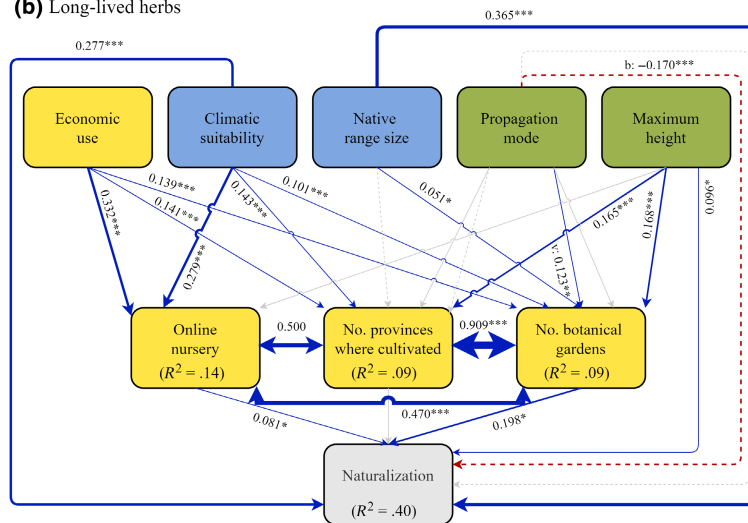 (b) Long-lived herbs
0.365***
0.277***
b: −0.170***
Economic
use
Climatic
suitability
Native
range size
Propagation
mode
Maximum
height
0.332***
0.139***
0.141***
0.279***
0.143***
0.101***
0.051*
v: 0.123**
0.165***
0.168***
0.096*
Online
nursery
(R² = .14)
0.500
No. provinces
where cultivated
(R² = .09)
0.909***
No. botanical
gardens
(R² = .09)
0.081*
0.470***
0.198*
Naturalization
(R² = .40)